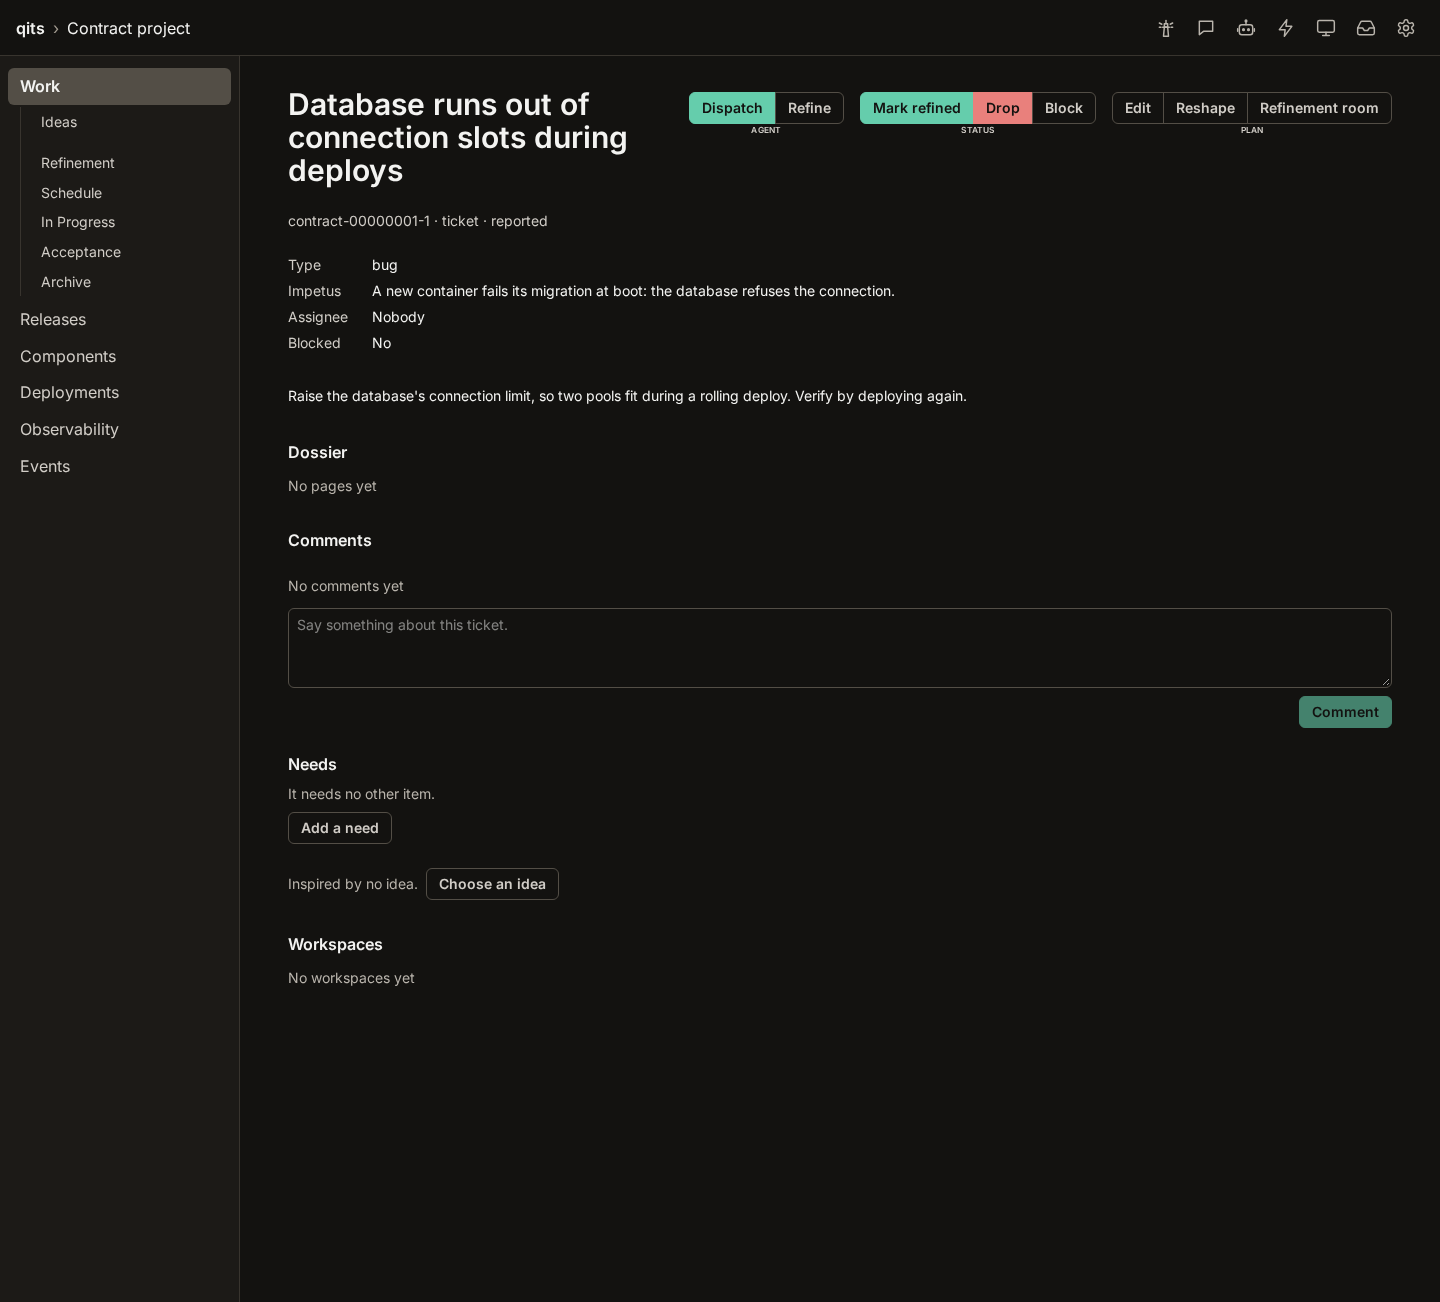 qits › Contract project
Work
Ideas
Refinement
Schedule
In Progress
Acceptance
Archive
Releases
Components
Deployments
Observability
Events
Database runs out of
connection slots during
deploys
Dispatch Refine
AGENT
Mark refined Drop Block
STATUS
Edit Reshape Refinement room
PLAN
contract-00000001-1 · ticket · reported
Type bug
Impetus A new container fails its migration at boot: the database refuses the connection.
Assignee Nobody
Blocked No
Raise the database's connection limit, so two pools fit during a rolling deploy. Verify by deploying again.
Dossier
No pages yet
Comments
No comments yet
Say something about this ticket.
Comment
Needs
It needs no other item.
Add a need
Inspired by no idea. Choose an idea
Workspaces
No workspaces yet